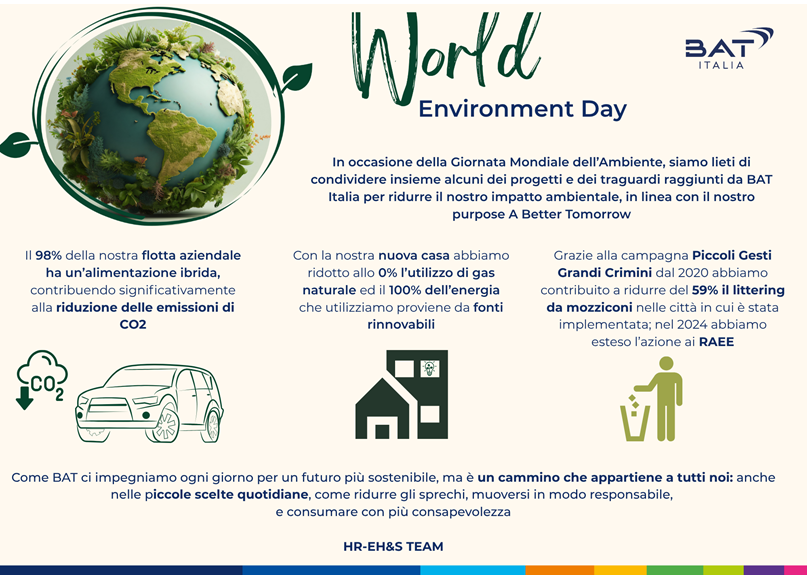 World
Environment Day
BAT
ITALIA
In occasione della Giornata Mondiale dell'Ambiente, siamo lieti di
condividere insieme alcuni dei progetti e dei traguardi raggiunti da BAT
Italia per ridurre il nostro impatto ambientale, in linea con il nostro
purpose A Better Tomorrow
Il 98% della nostra flotta aziendale
ha un'alimentazione ibrida,
contribuendo significativamente
alla riduzione delle emissioni di
CO2
Con la nostra nuova casa abbiamo
ridotto allo 0% l'utilizzo di gas
naturale ed il 100% dell'energia
che utilizziamo proviene da fonti
rinnovabili
Grazie alla campagna Piccoli Gesti
Grandi Crimini dal 2020 abbiamo
contribuito a ridurre del 59% il littering
da mozziconi nelle città in cui è stata
implementata; nel 2024 abbiamo
esteso l'azione ai RAEE
CO2
Come BAT ci impegniamo ogni giorno per un futuro più sostenibile, ma è un cammino che appartiene a tutti noi: anche
nelle piccole scelte quotidiane, come ridurre gli sprechi, muoversi in modo responsabile,
e consumare con più consapevolezza
HR-EH&S TEAM